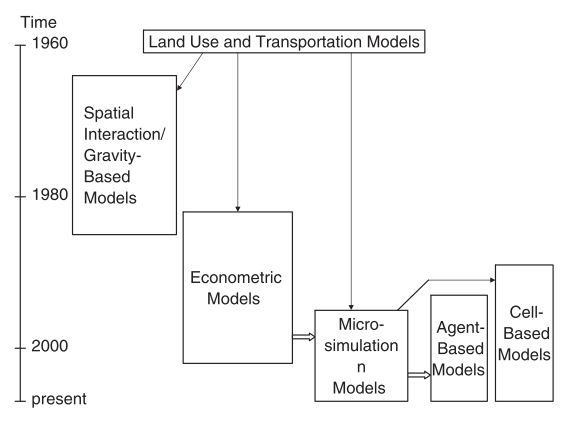 Time
1960
Land Use and Transportation Models
Spatial
Interaction/
Gravity-
Based
Models
1980
Econometric
Models
Micro-
simulation
n
Models
Agent-
Based
Models
Cell-
Based
Models
2000
present